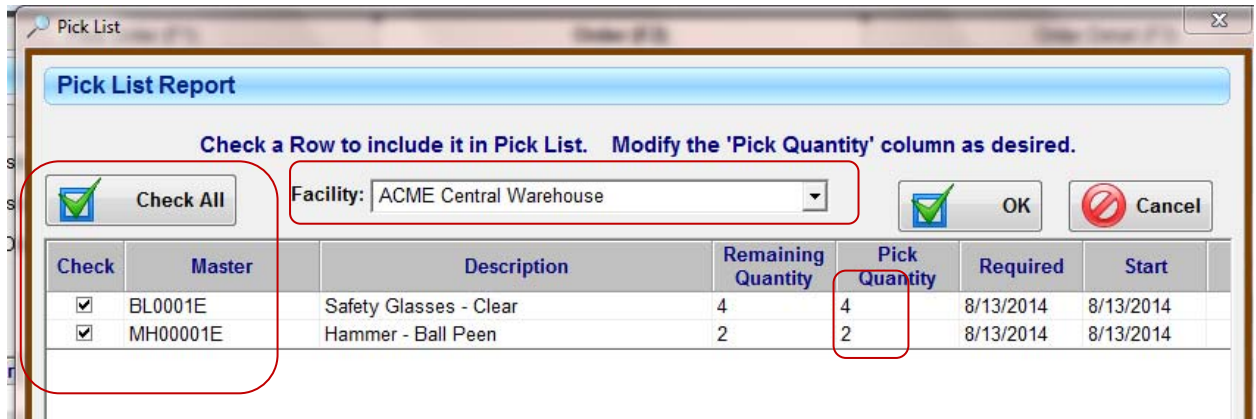 Pick List
Pick List Report
Check a Row to include it in Pick List. Modify the 'Pick Quantity' column as desired.
Check All
Facility: ACME Central Warehouse
OK
Cancel
Check Master Description Remaining Quantity Pick Quantity Required Start
BL0001E Safety Glasses - Clear 4 4 8/13/2014 8/13/2014
MH00001E Hammer - Ball Peen 2 2 8/13/2014 8/13/2014